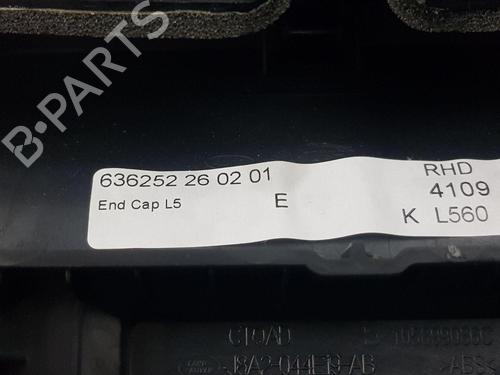 B-PARTS
636252 26 02 01
End Cap L5
E
RHD
4109
K L560